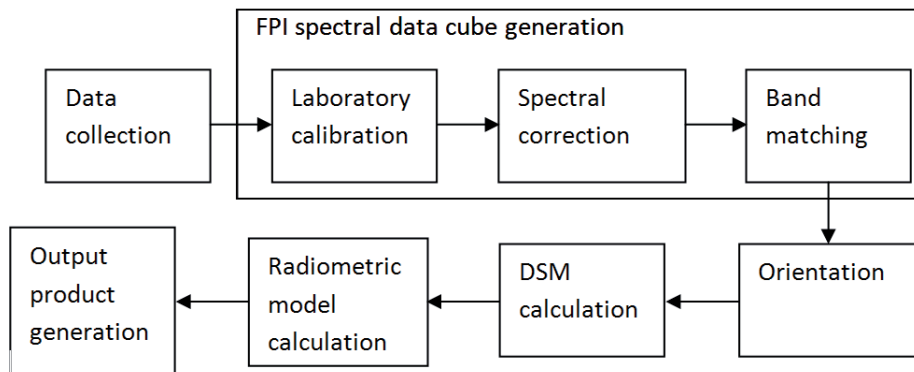 FPI spectral data cube generation
Data
collection
Laboratory
calibration
Spectral
correction
Band
matching
Orientation
DSM
calculation
Radiometric
model
calculation
Output
product
generation